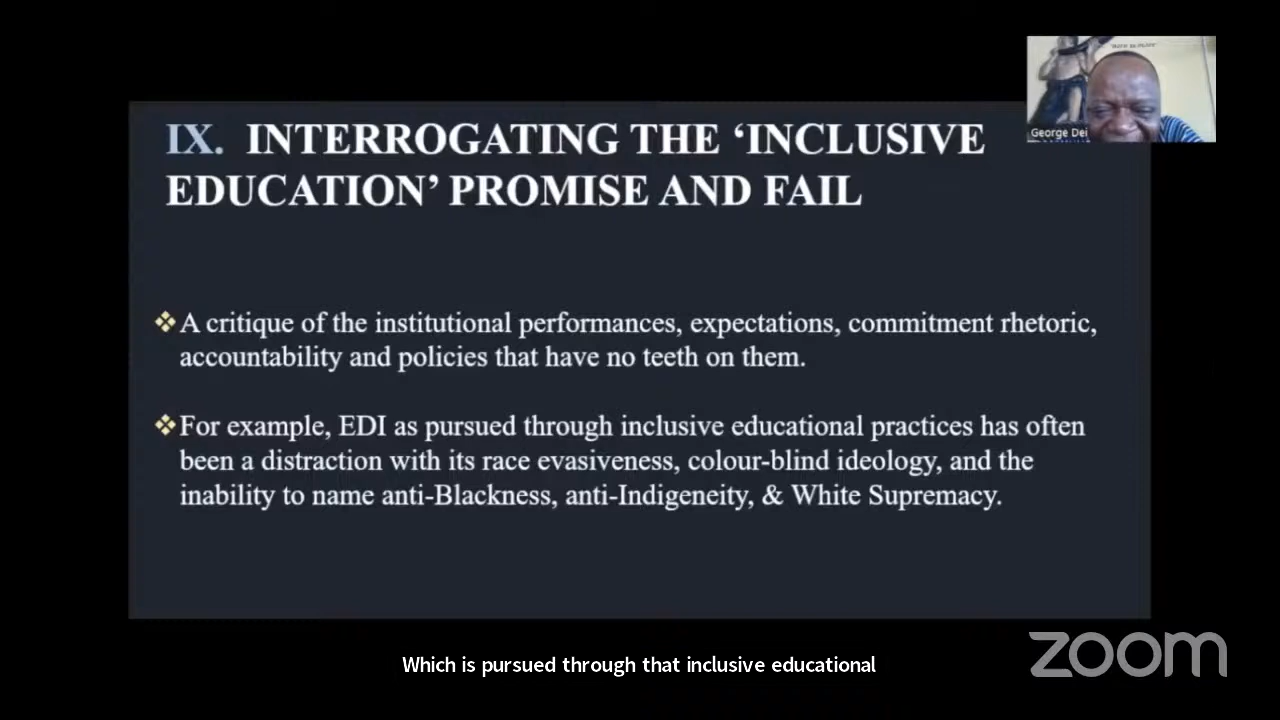 IX. INTERROGATING THE ‘INCLUSIVE
EDUCATION’ PROMISE AND FAIL
George Dei
❖A critique of the institutional performances, expectations, commitment rhetoric,
accountability and policies that have no teeth on them.
❖For example, EDI as pursued through inclusive educational practices has often
been a distraction with its race evasiveness, colour-blind ideology, and the
inability to name anti-Blackness, anti-Indigeneity, & White Supremacy.
Which is pursued through that inclusive educational
zoom